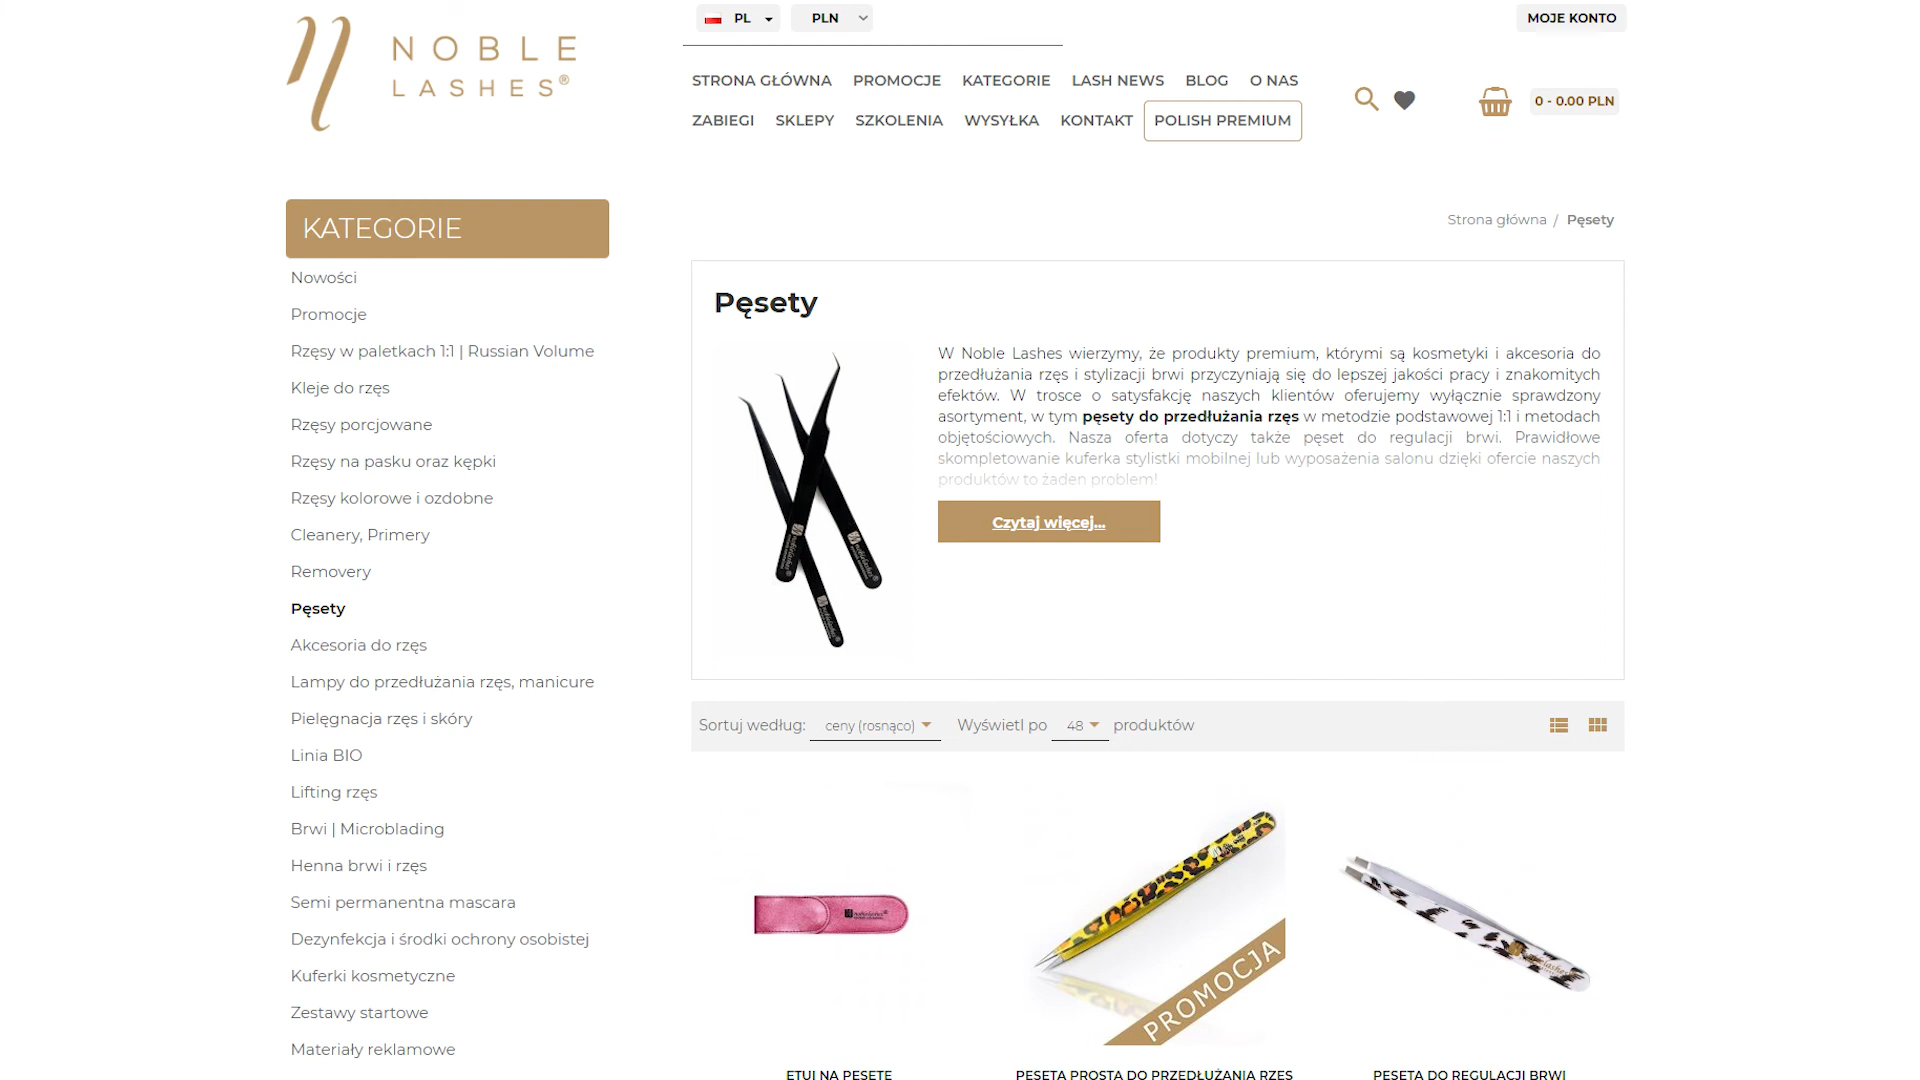 PL
PLN
MOJE KONTO
NOBLE
LASHES®
STRONA GŁÓWNA PROMOCJE KATEGORIE LASH NEWS BLOG O NAS
ZABIEGI SKLEPY SZKOLENIA WYSYŁKA KONTAKT POLISH PREMIUM
0 - 0.00 PLN
KATEGORIE
Nowości
Promocje
Rzęsy w paletkach 1:1 | Russian Volume
Kleje do rzęs
Rzęsy porcjowane
Rzęsy na pasku oraz kępki
Rzęsy kolorowe i ozdobne
Cleanery, Primery
Removery
Pęsety
Akcesoria do rzęs
Lampy do przedłużania rzęs, manicure
Pielęgnacja rzęs i skóry
Linia BIO
Lifting rzęs
Brwi | Microblading
Henna brwi i rzęs
Semi permanentna mascara
Dezynfekcja i środki ochrony osobistej
Kuferki kosmetyczne
Zestawy startowe
Materiały reklamowe
Strona główna / Pęsety
Pęsety
W Noble Lashes wierzymy, że produkty premium, którymi są kosmetyki i akcesoria do
przedłużania rzęs i stylizacji brwi przyczyniają się do lepszej jakości pracy i znakomitych
efektów. W trosce o satysfakcję naszych klientów oferujemy wyłącznie sprawdzony
asortyment, w tym pęsety do przedłużania rzęs w metodzie podstawowej 1:1 i metodach
objętościowych. Nasza oferta dotyczy także pęset do regulacji brwi. Prawidłowe
skompletowanie kuferka stylistki mobilnej lub wyposażenia salonu dzięki ofercie naszych
produktów to żaden problem!
Czytaj więcej...
Sortuj według: ceny (rosnąco) Wyświetl po 48 produktów
PROMOCJA
ETUI NA PĘSETĘ
PĘSETA PROSTA DO PRZEDŁUŻANIA RZĘS
PĘSETA DO REGULACJI BRWI